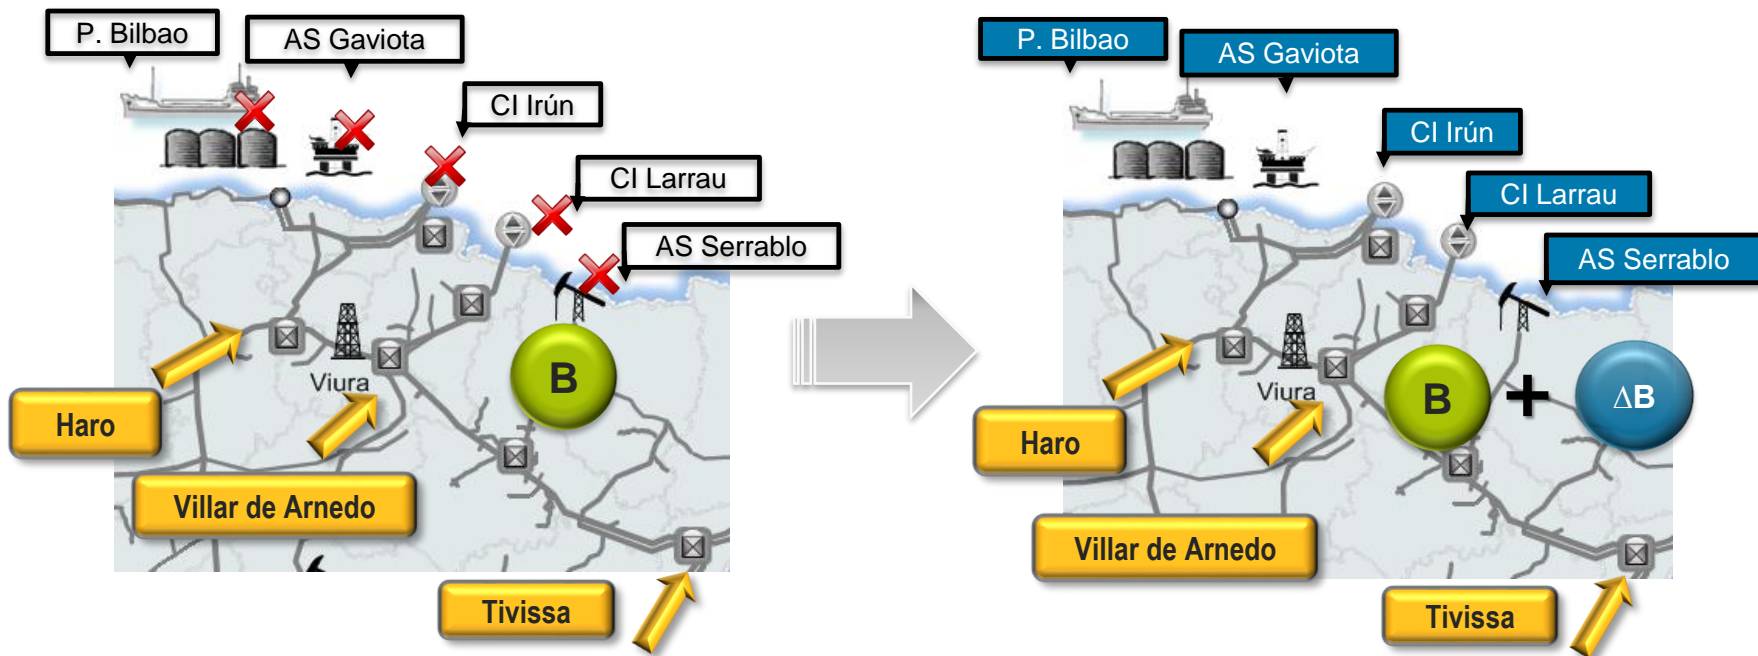 P. Bilbao
AS Gaviota
CI Irún
CI Larrau
AS Serrablo
Viura
B
Haro
Villar de Arnedo
Tivissa
P. Bilbao
AS Gaviota
CI Irún
CI Larrau
AS Serrablo
Viura
B
+
∆B
Haro
Villar de Arnedo
Tivissa